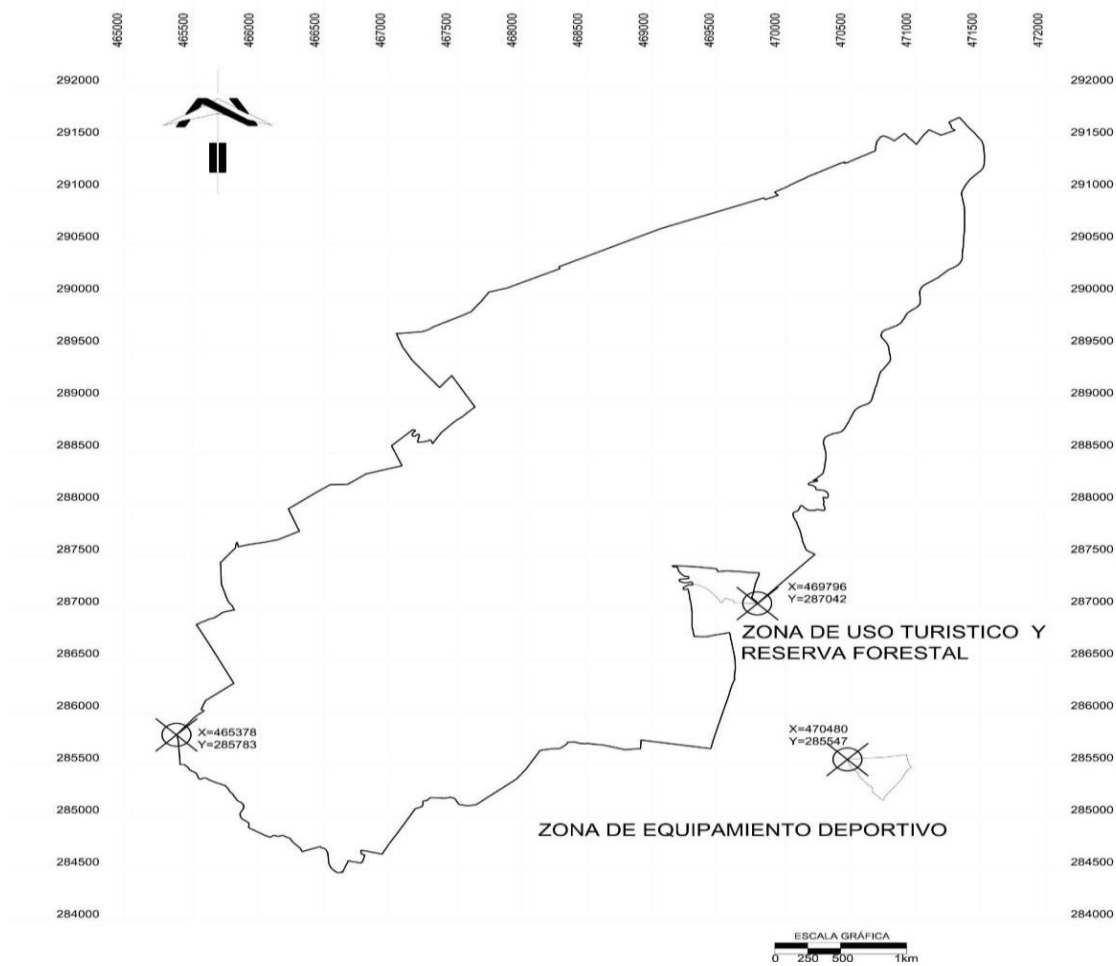 465000 465500 466000 466500 467000 467500 468000 468500 469000 469500 470000 470500 471000 471500 472000
292000 292000
291500 291500
291000 291000
290500 290500
290000 290000
289500 289500
289000 289000
288500 288500
288000 288000
287500 287500
X=469796
Y=287042
287000 287000
ZONA DE USO TURISTICO Y
RESERVA FORESTAL
286500 286500
286000 286000
X=465378
Y=285783
X=470480
Y=285547
285500 285500
285000 285000
ZONA DE EQUIPAMIENTO DEPORTIVO
284500 284500
284000 284000
ESCALA GRÁFICA
0 250 500 1km